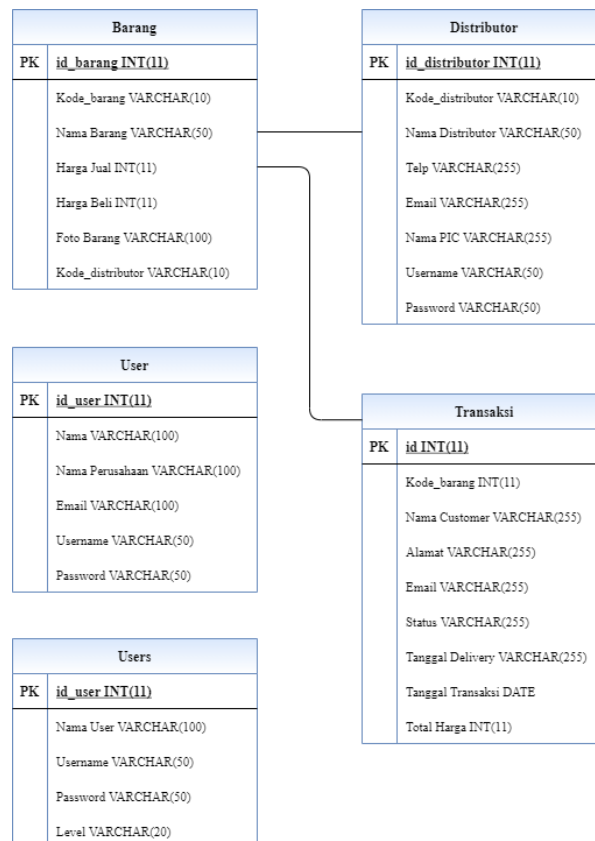 Barang
PK id_barang INT(11)
Kode_barang VARCHAR(10)
Nama Barang VARCHAR(50)
Harga Jual INT(11)
Harga Beli INT(11)
Foto Barang VARCHAR(100)
Kode_distributor VARCHAR(10)
Distributor
PK id_distributor INT(11)
Kode_distributor VARCHAR(10)
Nama Distributor VARCHAR(50)
Telp VARCHAR(255)
Email VARCHAR(255)
Nama PIC VARCHAR(255)
Username VARCHAR(50)
Password VARCHAR(50)
User
PK id_user INT(11)
Nama VARCHAR(100)
Nama Perusahaan VARCHAR(100)
Email VARCHAR(100)
Username VARCHAR(50)
Password VARCHAR(50)
Transaksi
PK id INT(11)
Kode_barang INT(11)
Nama Customer VARCHAR(255)
Alamat VARCHAR(255)
Email VARCHAR(255)
Status VARCHAR(255)
Tanggal Delivery VARCHAR(255)
Tanggal Transaksi DATE
Total Harga INT(11)
Users
PK id_user INT(11)
Nama User VARCHAR(100)
Username VARCHAR(50)
Password VARCHAR(50)
Level VARCHAR(20)